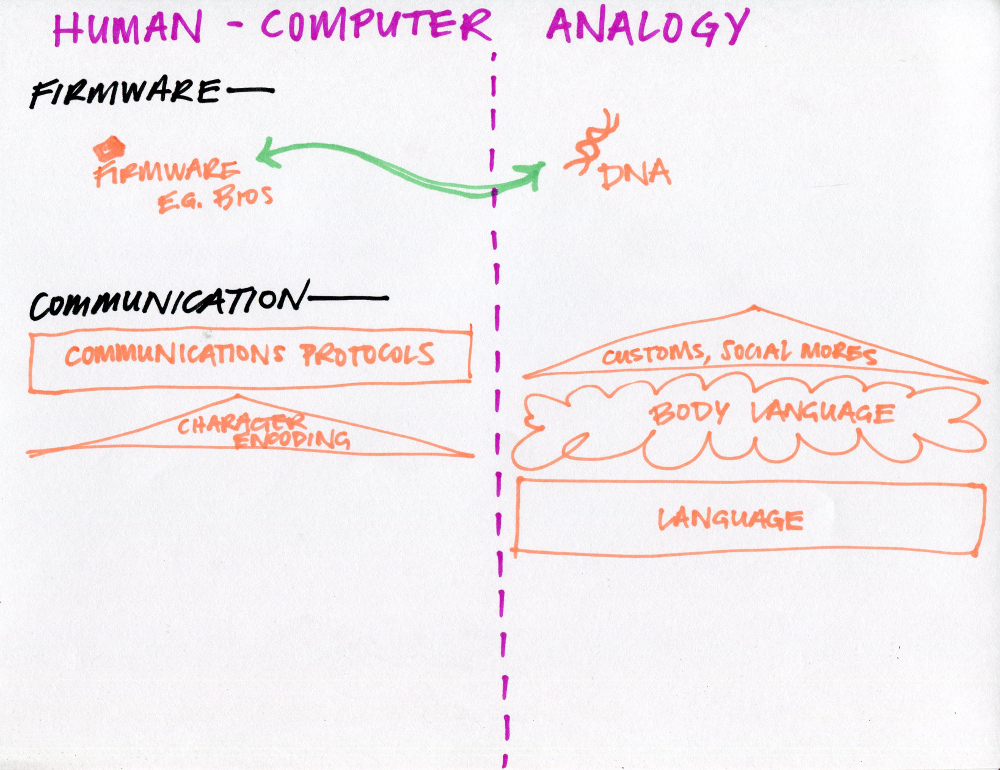 HUMAN - COMPUTER ANALOGY
FIRMWARE—
FIRMWARE
E.G. BIOS
DNA
COMMUNICATION—
COMMUNICATIONS PROTOCOLS
CHARACTER
ENCODING
CUSTOMS, SOCIAL MORES
BODY LANGUAGE
LANGUAGE